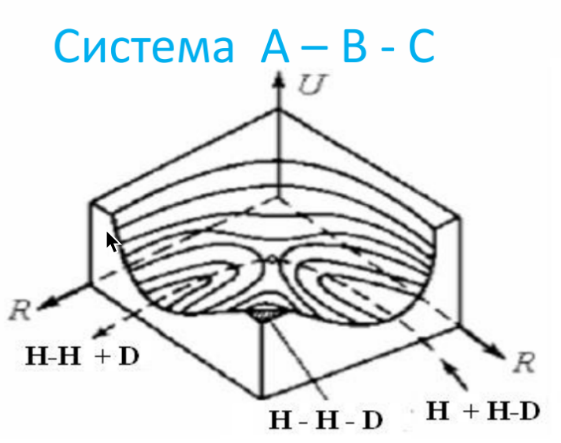 Система А – В - С
U
R
R
H-H + D
H - H - D
H + H-D